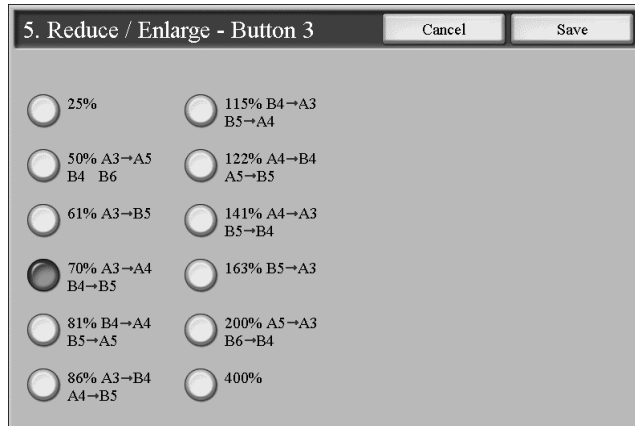 5. Reduce / Enlarge - Button 3
Cancel
Save
25%
50% A3→A5
B4 B6
61% A3→B5
70% A3→A4
B4→B5
81% B4→A4
B5→A5
86% A3→B4
A4→B5
115% B4→A3
B5→A4
122% A4→B4
A5→B5
141% A4→A3
B5→B4
163% B5→A3
200% A5→A3
B6→B4
400%